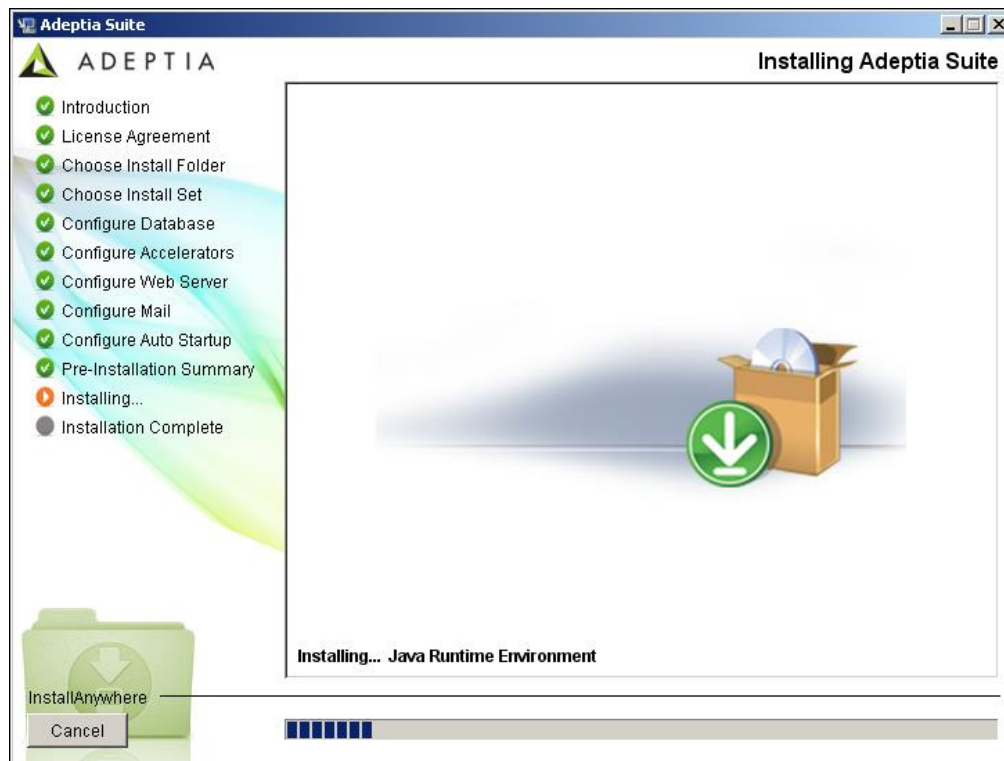 Adeptia Suite
ADEPTIA
Installing Adeptia Suite
Introduction
License Agreement
Choose Install Folder
Choose Install Set
Configure Database
Configure Accelerators
Configure Web Server
Configure Mail
Configure Auto Startup
Pre-Installation Summary
Installing...
Installation Complete
Installing... Java Runtime Environment
InstallAnywhere
Cancel